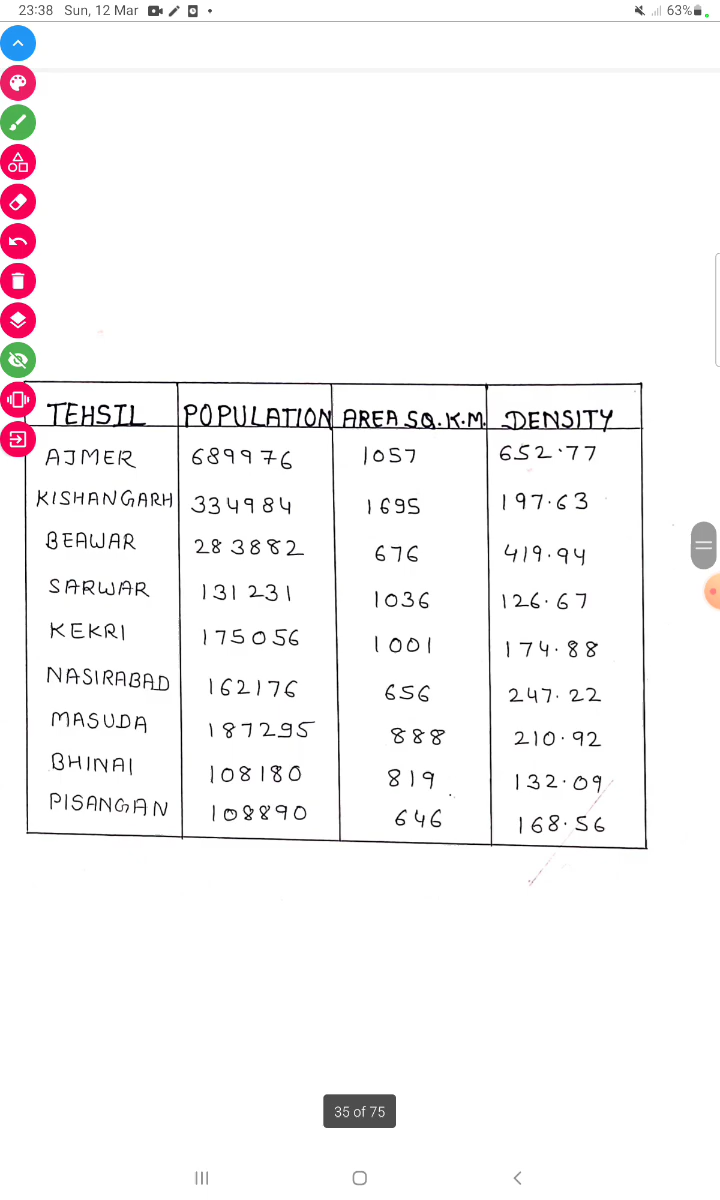 23:38 Sun, 12 Mar 63%
TEHSIL POPULATION AREA SQ.K.M. DENSITY
AJMER 689976 1057 652.77
KISHANGARH 334984 1695 197.63
BEAWAR 283882 676 419.94
SARWAR 131231 1036 126.67
KEKRI 175056 1001 174.88
NASIRABAD 162176 656 247.22
MASUDA 187295 888 210.92
BHINAI 108180 819 132.09
PISANGAN 108890 646 168.56
35 of 75